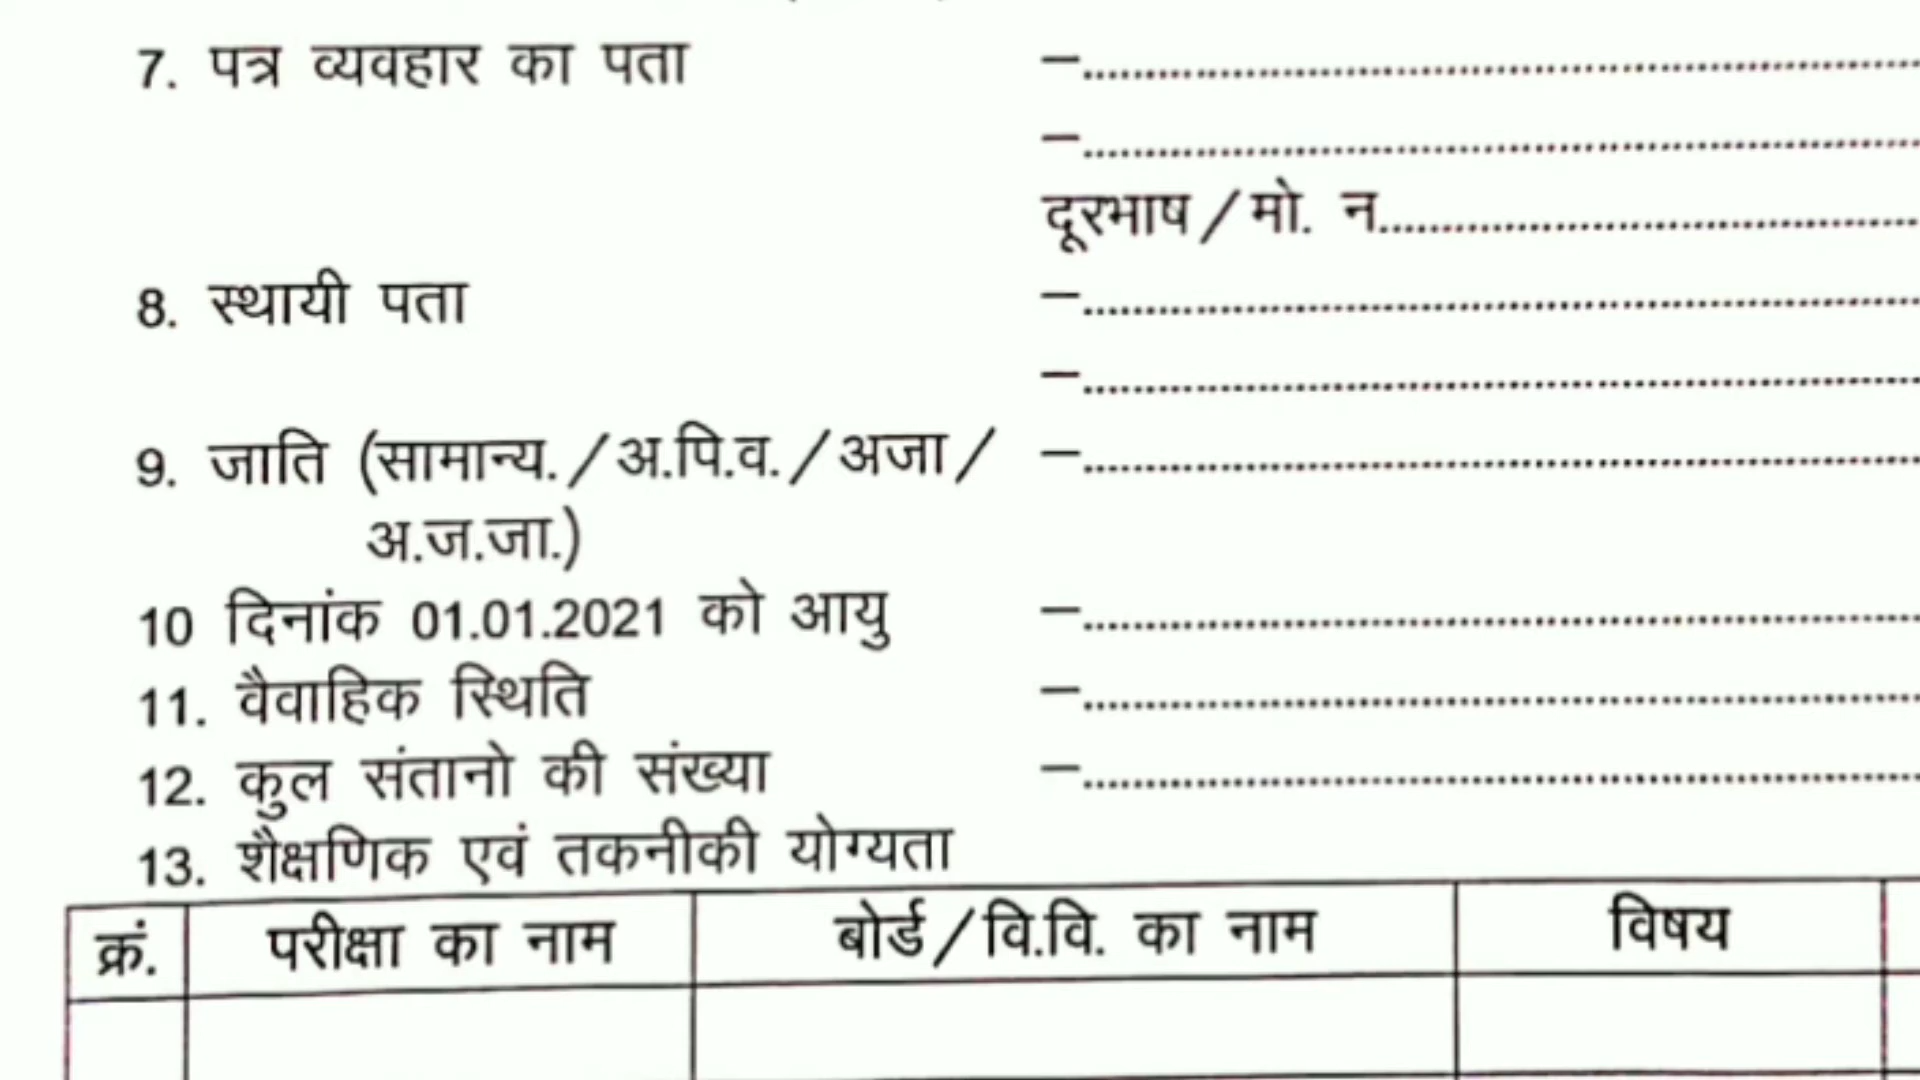 7. पत्र व्यवहार का पता –........................
–........................
दूरभाष/मो. न........................
8. स्थायी पता –........................
–........................
9. जाति (सामान्य./अ.पि.व./अजा/ –........................
अ.ज.जा.)
10 दिनांक 01.01.2021 को आयु –........................
11. वैवाहिक स्थिति –........................
12. कुल संतानो की संख्या –........................
13. शैक्षणिक एवं तकनीकी योग्यता
क्रं. परीक्षा का नाम बोर्ड/वि.वि. का नाम विषय